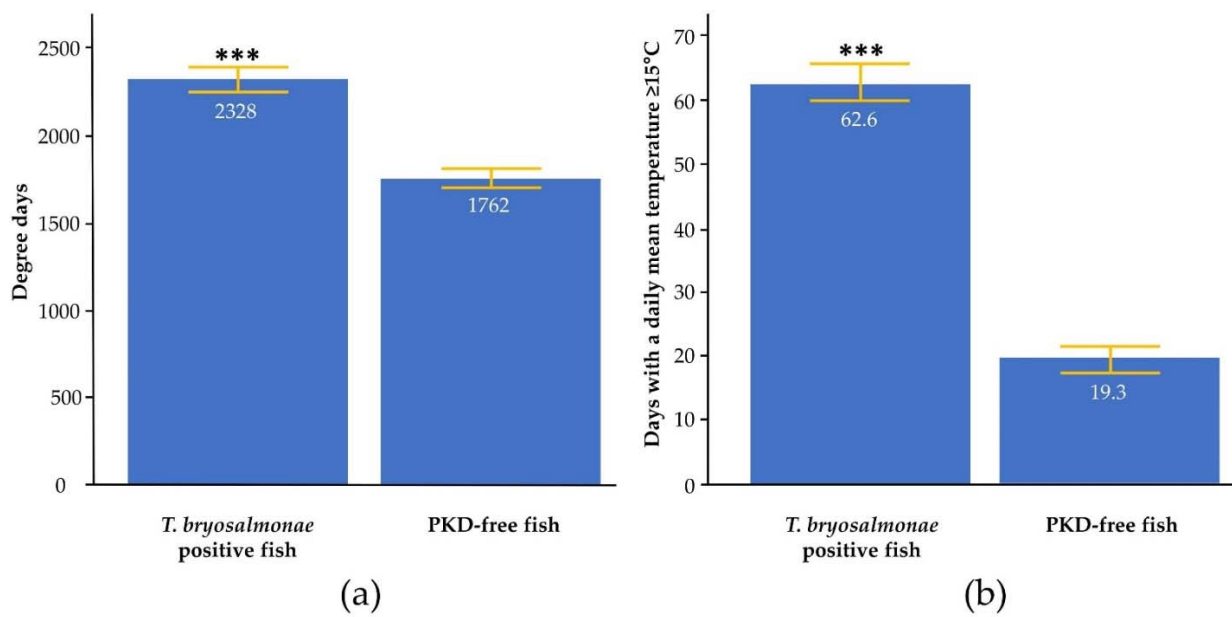 Degree days
2500
2000
1500
1000
500
0
***
2328
1762
T. bryosalmonae
positive fish
PKD-free fish
(a)
Days with a daily mean temperature ≥15°C
70
60
50
40
30
20
10
0
***
62.6
19.3
T. bryosalmonae
positive fish
PKD-free fish
(b)